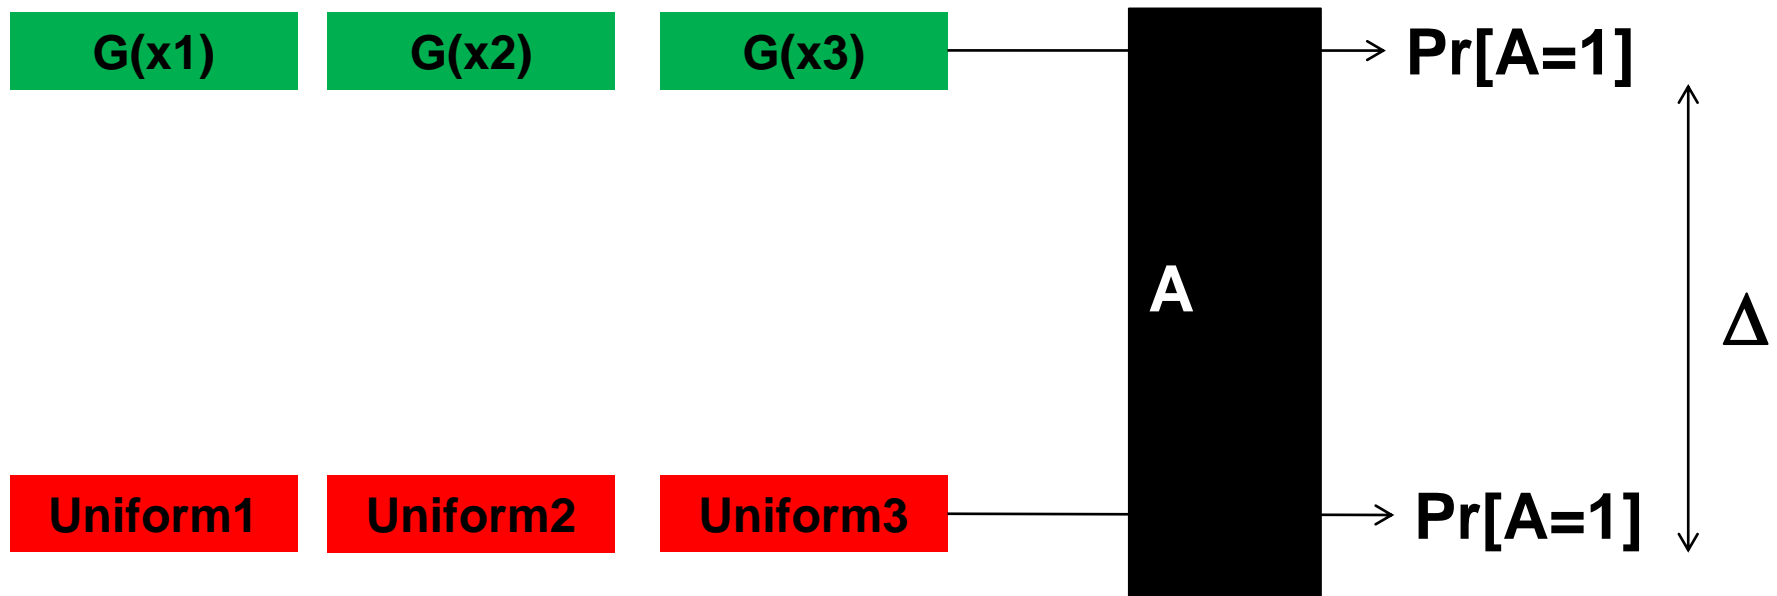 G(x1) G(x2) G(x3) Pr[A=1]
A
Δ
Uniform1 Uniform2 Uniform3 Pr[A=1]